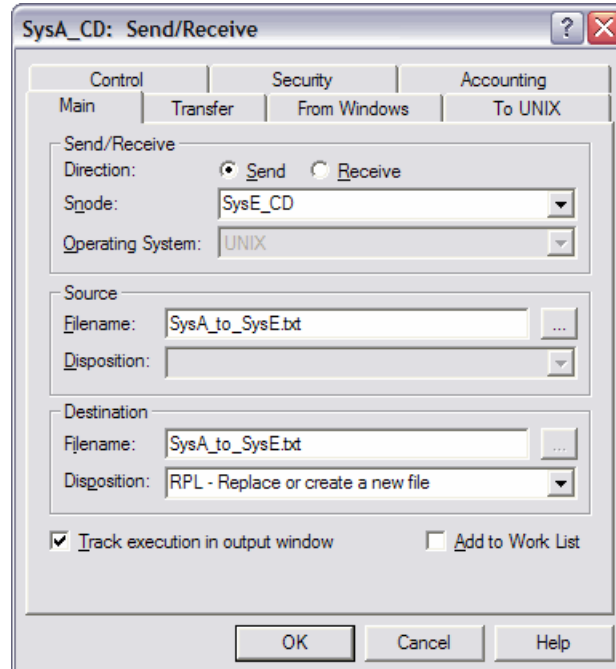 SysA_CD: Send/Receive
Control Security Accounting
Main Transfer From Windows To UNIX
Send/Receive
Direction: Send Receive
Snode: SysE_CD
Operating System: UNIX
Source
Filename: SysA_to_SysE.txt ...
Disposition:
Destination
Filename: SysA_to_SysE.txt ...
Disposition: RPL - Replace or create a new file
Track execution in output window Add to Work List
OK Cancel Help